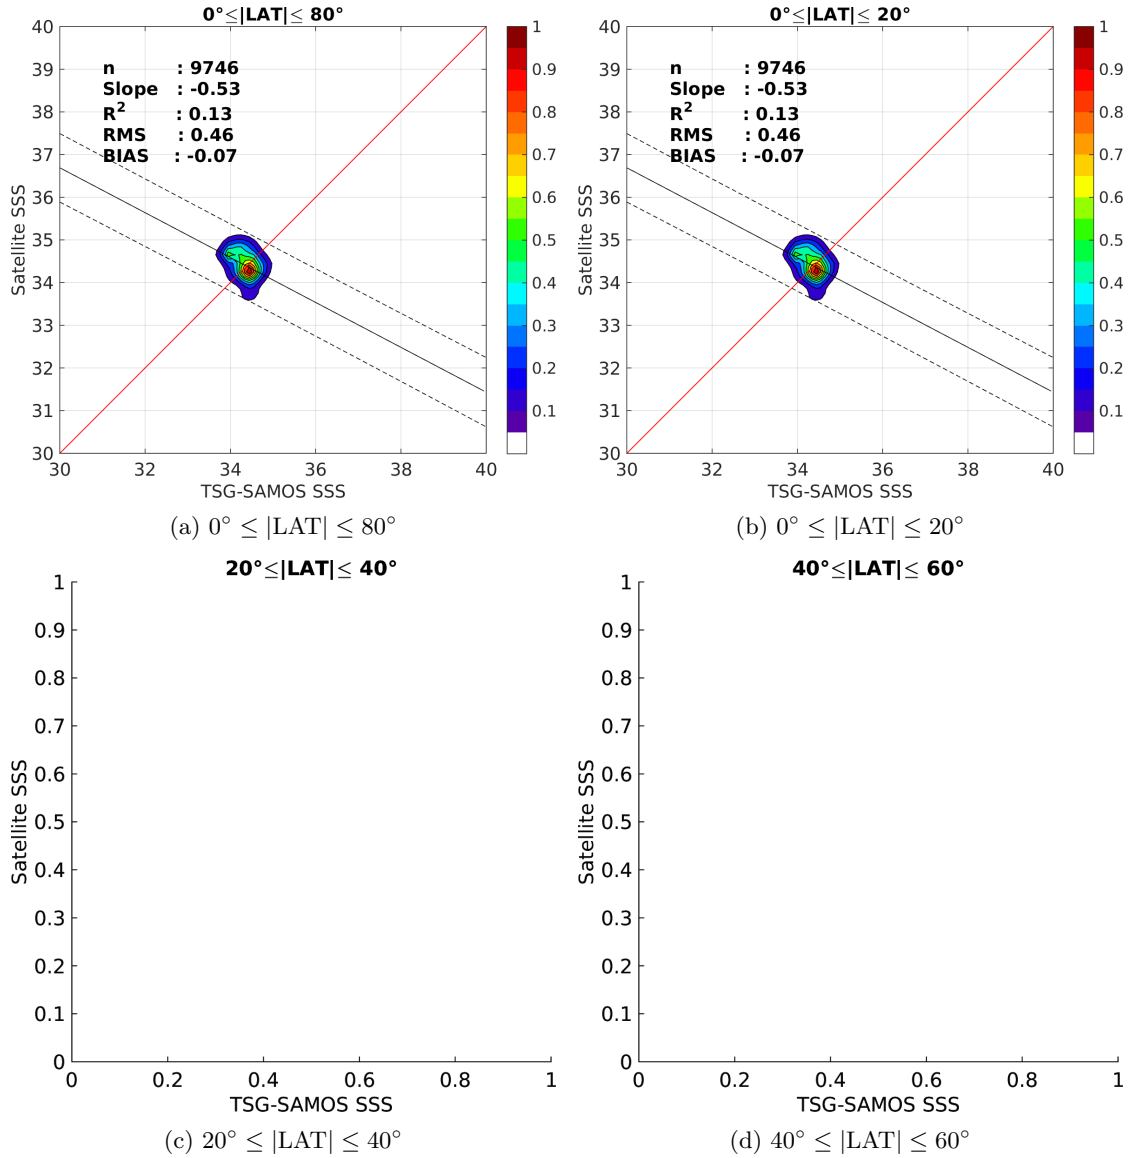 0°≤|LAT|≤ 80°
40
39
38
37
36
35
34
33
32
31
30
Satellite SSS
n : 9746
Slope : -0.53
R² : 0.13
RMS : 0.46
BIAS : -0.07
30 32 34 36 38 40
TSG-SAMOS SSS
1
0.9
0.8
0.7
0.6
0.5
0.4
0.3
0.2
0.1
(a) 0° ≤ |LAT| ≤ 80°
0°≤|LAT|≤ 20°
40
39
38
37
36
35
34
33
32
31
30
Satellite SSS
n : 9746
Slope : -0.53
R² : 0.13
RMS : 0.46
BIAS : -0.07
30 32 34 36 38 40
TSG-SAMOS SSS
1
0.9
0.8
0.7
0.6
0.5
0.4
0.3
0.2
0.1
(b) 0° ≤ |LAT| ≤ 20°
20°≤|LAT|≤ 40°
1
0.9
0.8
0.7
0.6
0.5
0.4
0.3
0.2
0.1
0
Satellite SSS
0 0.2 0.4 0.6 0.8 1
TSG-SAMOS SSS
(c) 20° ≤ |LAT| ≤ 40°
40°≤|LAT|≤ 60°
1
0.9
0.8
0.7
0.6
0.5
0.4
0.3
0.2
0.1
0
Satellite SSS
0 0.2 0.4 0.6 0.8 1
TSG-SAMOS SSS
(d) 40° ≤ |LAT| ≤ 60°